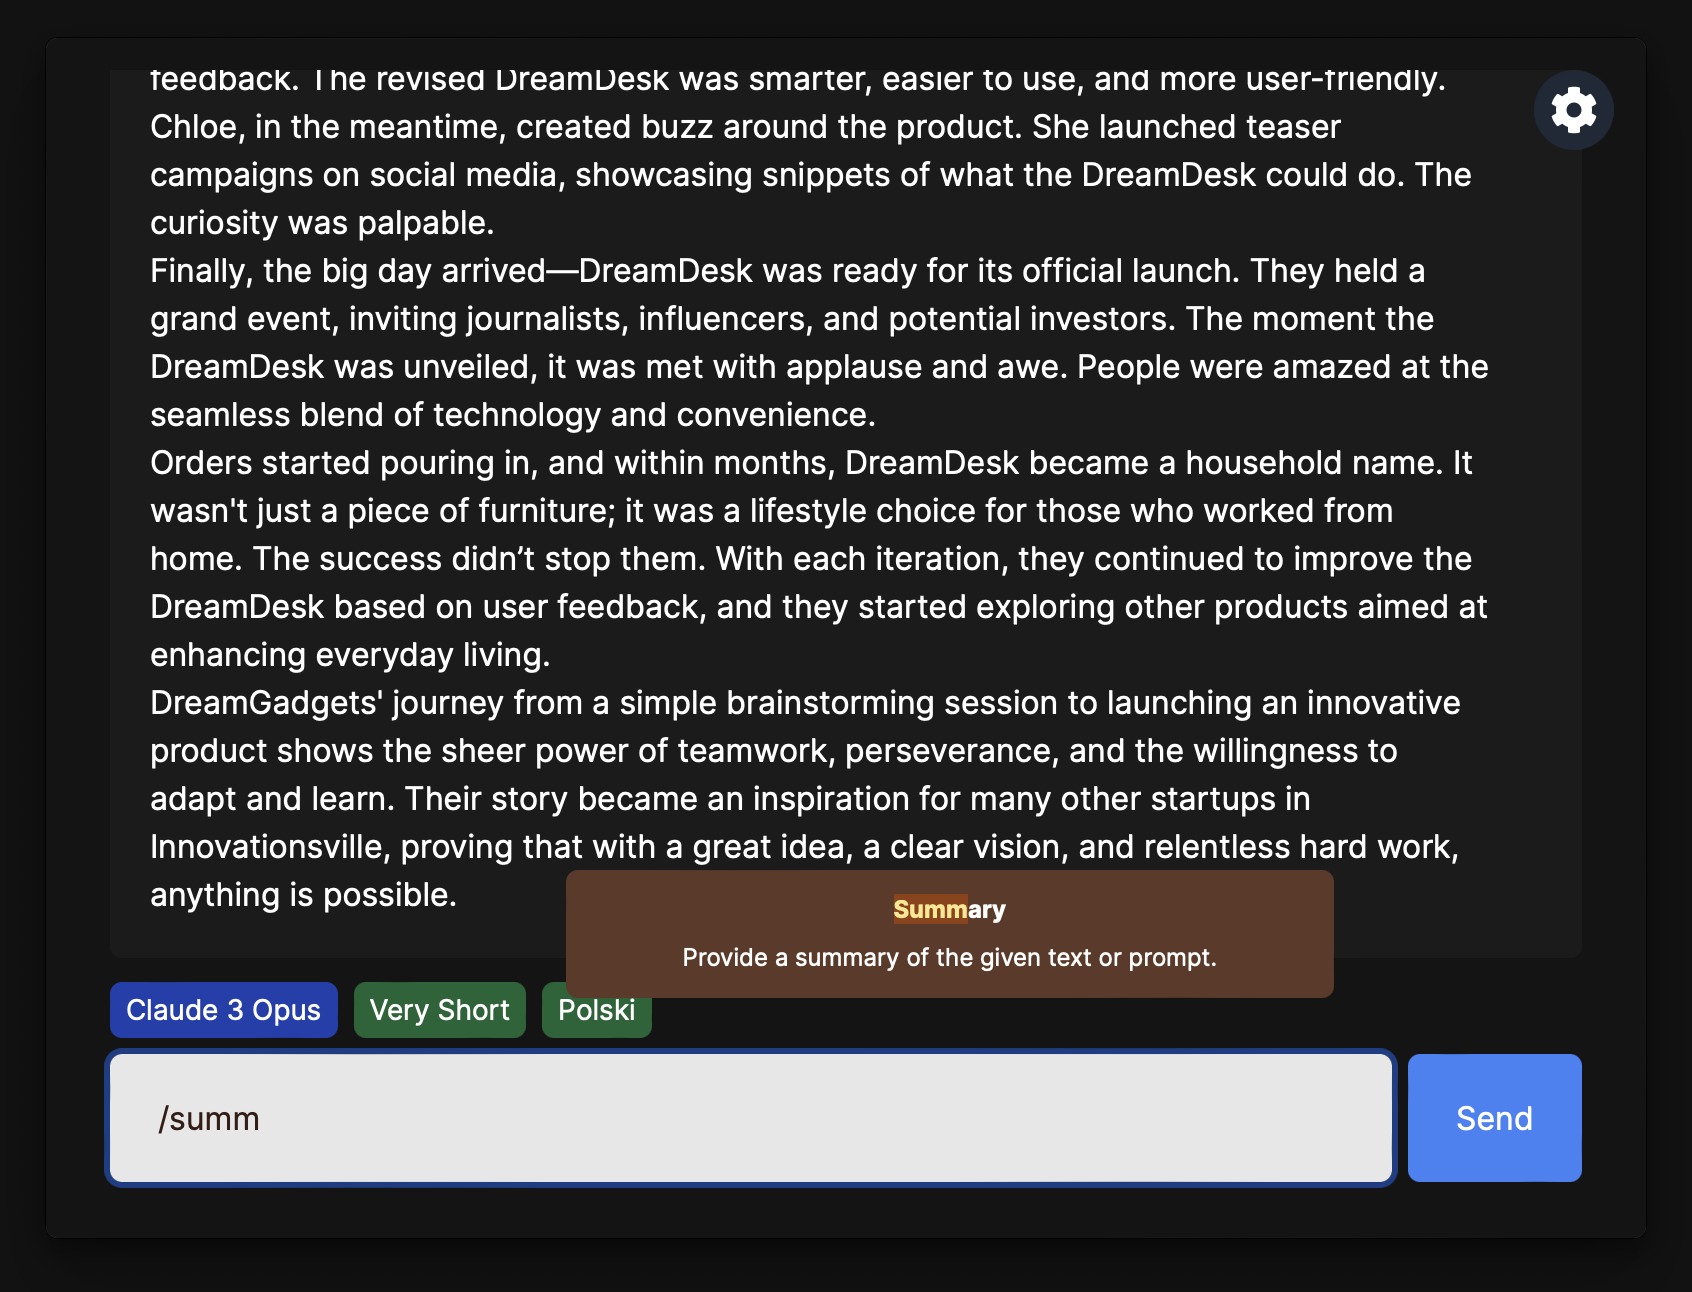 feedback. The revised DreamDesk was smarter, easier to use, and more user-friendly.
Chloe, in the meantime, created buzz around the product. She launched teaser
campaigns on social media, showcasing snippets of what the DreamDesk could do. The
curiosity was palpable.
Finally, the big day arrived—DreamDesk was ready for its official launch. They held a
grand event, inviting journalists, influencers, and potential investors. The moment the
DreamDesk was unveiled, it was met with applause and awe. People were amazed at the
seamless blend of technology and convenience.
Orders started pouring in, and within months, DreamDesk became a household name. It
wasn't just a piece of furniture; it was a lifestyle choice for those who worked from
home. The success didn’t stop them. With each iteration, they continued to improve the
DreamDesk based on user feedback, and they started exploring other products aimed at
enhancing everyday living.
DreamGadgets' journey from a simple brainstorming session to launching an innovative
product shows the sheer power of teamwork, perseverance, and the willingness to
adapt and learn. Their story became an inspiration for many other startups in
Innovationsville, proving that with a great idea, a clear vision, and relentless hard work,
anything is possible.
Summary
Provide a summary of the given text or prompt.
Claude 3 Opus
Very Short
Polski
/summ
Send